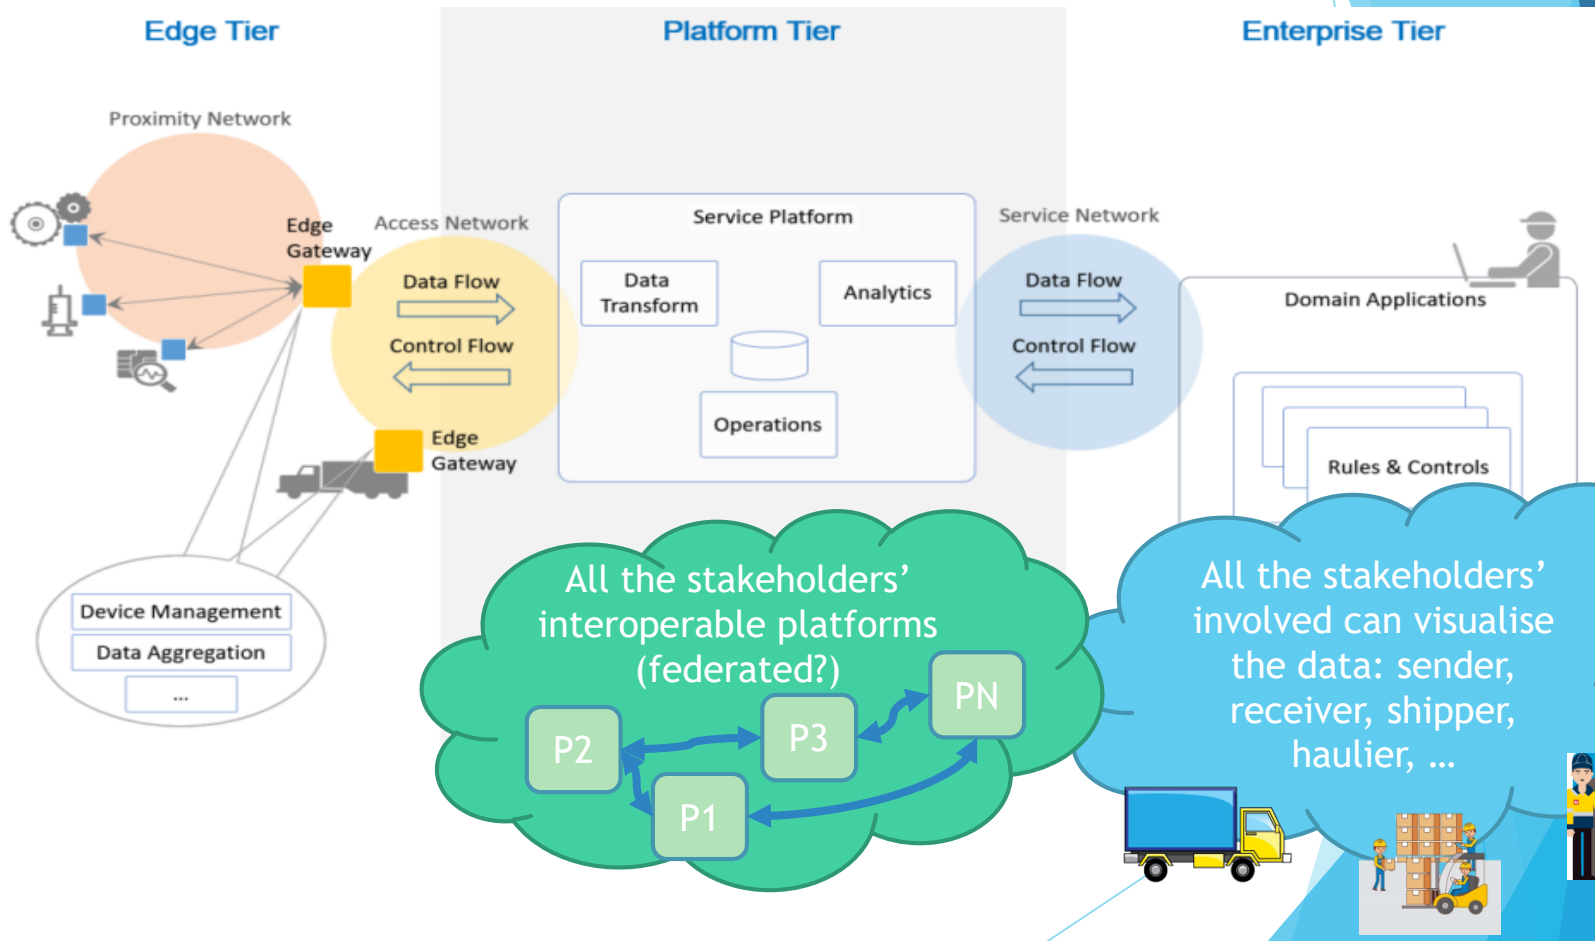 Edge Tier
Platform Tier
Enterprise Tier
Proximity Network
Edge
Gateway
Access Network
Data Flow
Control Flow
Edge
Gateway
Device Management
Data Aggregation
...
Service Platform
Data
Transform
Analytics
Operations
Service Network
Data Flow
Control Flow
Domain Applications
Rules & Controls
All the stakeholders’
interoperable platforms
(federated?)
P2
P3
PN
P1
All the stakeholders’
involved can visualise
the data: sender,
receiver, shipper,
haulier, …